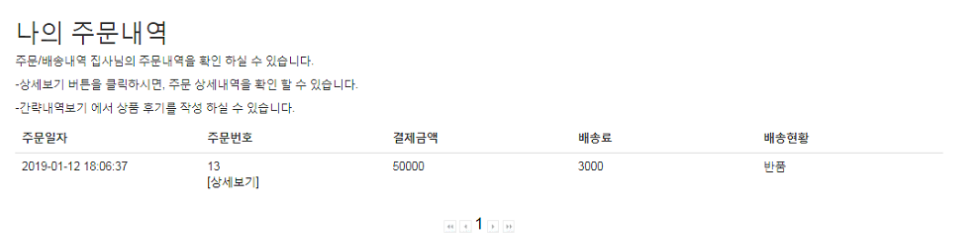 나의 주문내역
주문/배송내역 집사님의 주문내역을 확인 하실 수 있습니다.
-상세보기 버튼을 클릭하시면, 주문 상세내역을 확인 할 수 있습니다.
-간략내역보기 에서 상품 후기를 작성 하실 수 있습니다.
주문일자 주문번호 결제금액 배송료 배송현황
2019-01-12 18:06:37 13 50000 3000 반품
[상세보기]
1